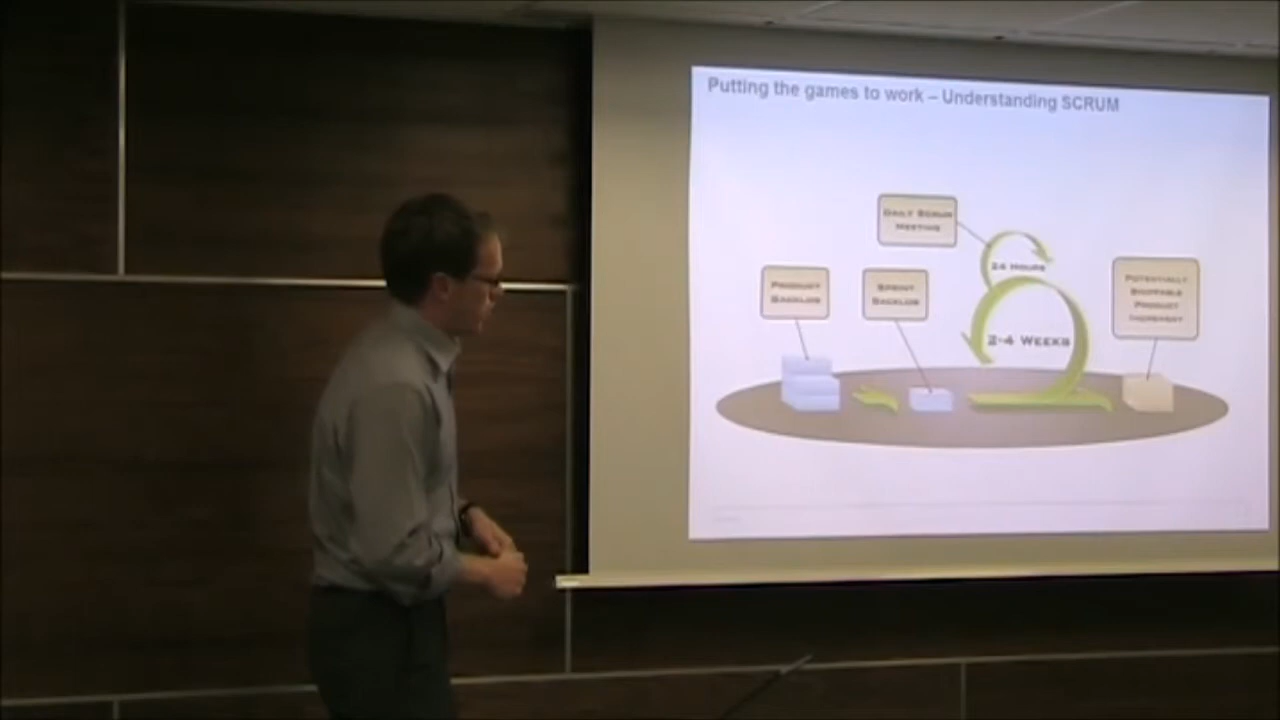 Putting the games to work – Understanding SCRUM
DAILY SCRUM
MEETING
24 HOURS
PRODUCT
BACKLOG
SPRINT
BACKLOG
POTENTIALLY
SHIPPABLE
PRODUCT
INCREMENT
2-4 WEEKS